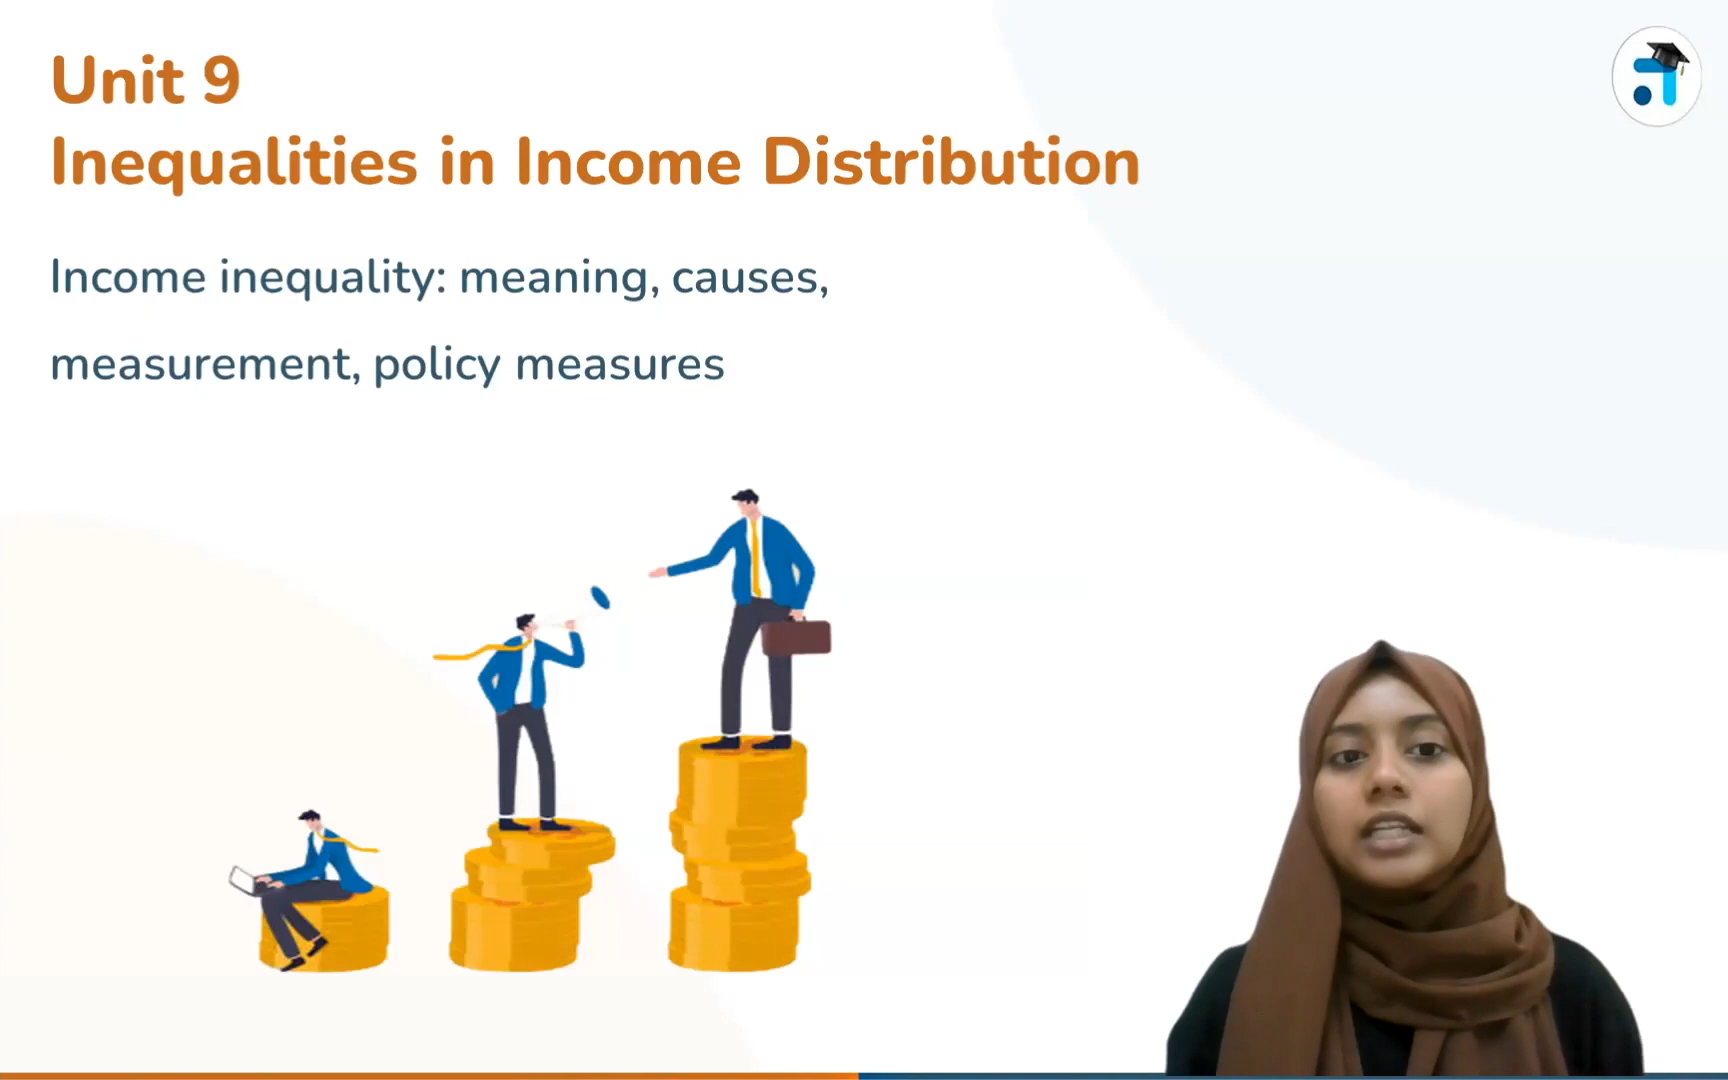 Unit 9
Inequalities in Income Distribution
Income inequality: meaning, causes,
measurement, policy measures